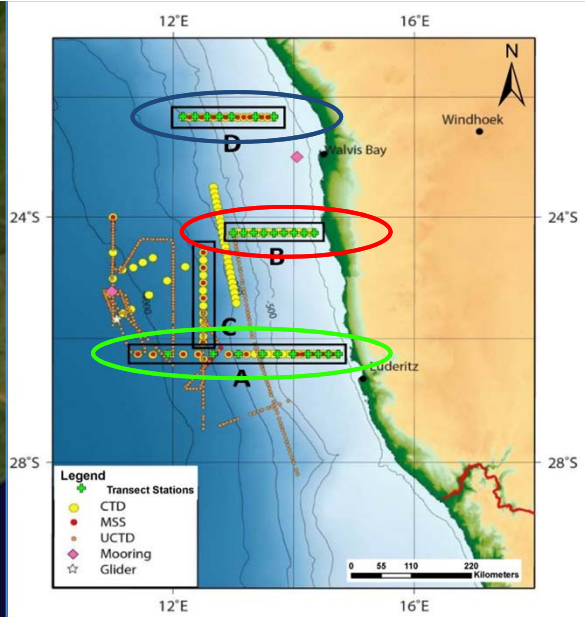 12°E 16°E
N
Windhoek
D
Walvis Bay
24°S 24°S
B
-500
C
A
Luderitz
28°S 28°S
Legend
Transect Stations
CTD
MSS
UCTD
Mooring
Glider
0 55 110 220
Kilometers
12°E 16°E